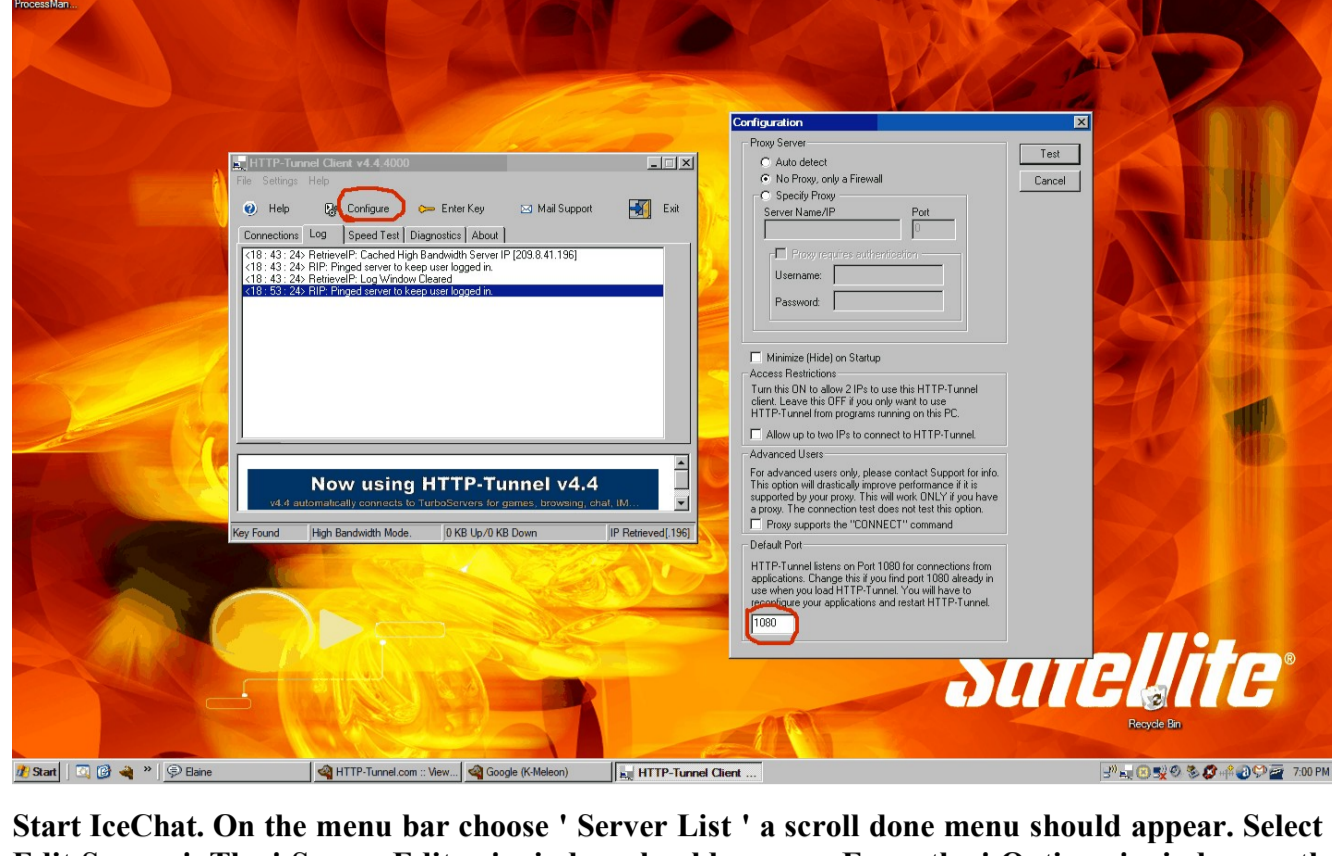 ProcessMan...
HTTP-Tunnel Client v4.4.4000
File Settings Help
Help Configure Enter Key Mail Support Exit
Connections Log Speed Test Diagnostics About
<18 : 43 : 24> RetrieveIP: Cached High Bandwidth Server IP [209.8.41.196]
<18 : 43 : 24> RIP: Pinged server to keep user logged in.
<18 : 43 : 24> RetrieveIP: Log Window Cleared
<18 : 53 : 24> RIP: Pinged server to keep user logged in.
Now using HTTP-Tunnel v4.4
v4.4 automatically connects to TurboServers for games, browsing, chat, IM...
Key Found High Bandwidth Mode. 0 KB Up/0 KB Down IP Retrieved[.196]
Configuration
Proxy Server
Auto detect
No Proxy, only a Firewall
Specify Proxy
Server Name/IP Port
0
Proxy requires authentication
Username:
Password:
Test
Cancel
Minimize (Hide) on Startup
Access Restrictions
Turn this ON to allow 2 IPs to use this HTTP-Tunnel
client. Leave this OFF if you only want to use
HTTP-Tunnel from programs running on this PC.
Allow up to two IPs to connect to HTTP-Tunnel.
Advanced Users
For advanced users only, please contact Support for info.
This option will drastically improve performance if it is
supported by your proxy. This will work ONLY if you have
a proxy. The connection test does not test this option.
Proxy supports the "CONNECT" command
Default Port
HTTP-Tunnel listens on Port 1080 for connections from
applications. Change this if you find port 1080 already in
use when you load HTTP-Tunnel. You will have to
reconfigure your applications and restart HTTP-Tunnel.
1080
Satellite®
Recycle Bin
Start Elaine HTTP-Tunnel.com :: View... Google (K-Meleon) HTTP-Tunnel Client ... 7:00 PM
Start IceChat. On the menu bar choose ' Server List ' a scroll done menu should appear. Select